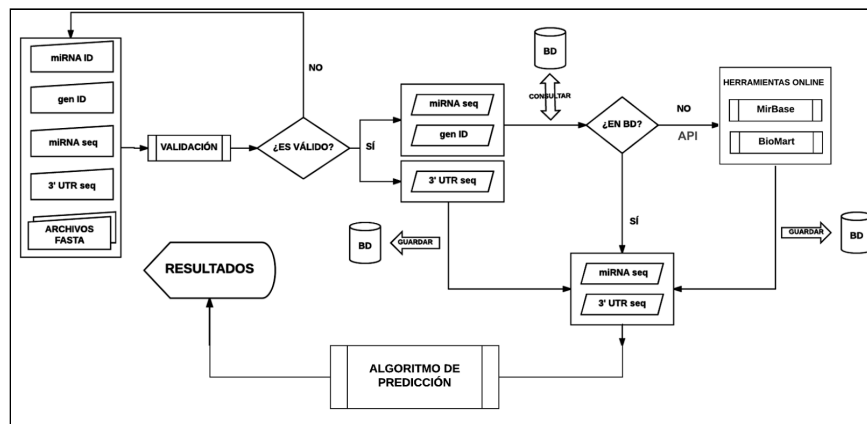 miRNA ID
gen ID
miRNA seq
3' UTR seq
ARCHIVOS
FASTA
NO
VALIDACIÓN
¿ES VÁLIDO?
SÍ
miRNA seq
gen ID
3' UTR seq
BD
CONSULTAR
¿EN BD?
NO
API
HERRAMIENTAS ONLINE
MirBase
BioMart
SÍ
BD
GUARDAR
GUARDAR
BD
miRNA seq
3' UTR seq
RESULTADOS
ALGORITMO DE
PREDICCIÓN